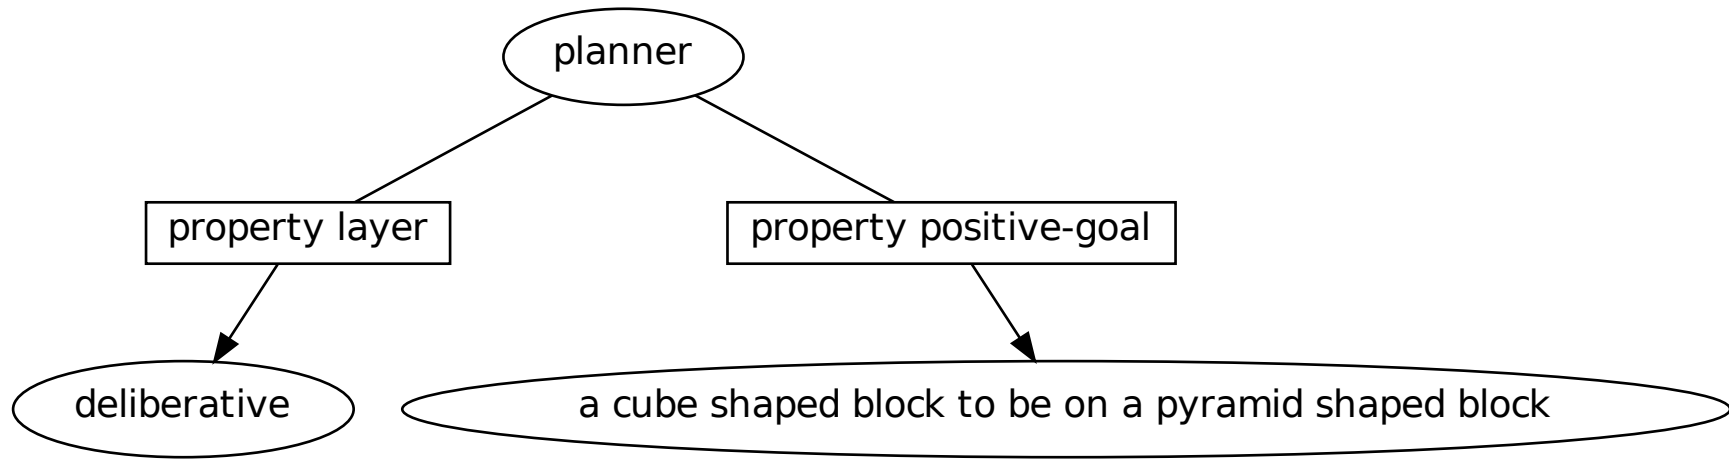 planner
property layer
property positive-goal
deliberative
a cube shaped block to be on a pyramid shaped block